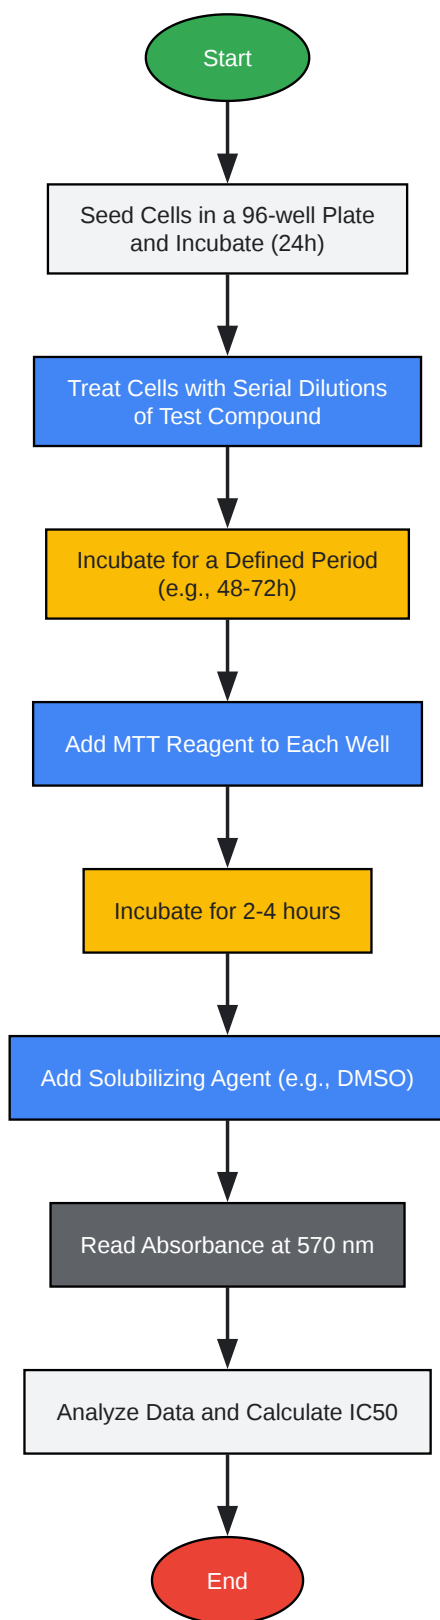 Start
Seed Cells in a 96-well Plate
and Incubate (24h)
Treat Cells with Serial Dilutions
of Test Compound
Incubate for a Defined Period
(e.g., 48-72h)
Add MTT Reagent to Each Well
Incubate for 2-4 hours
Add Solubilizing Agent (e.g., DMSO)
Read Absorbance at 570 nm
Analyze Data and Calculate IC50
End